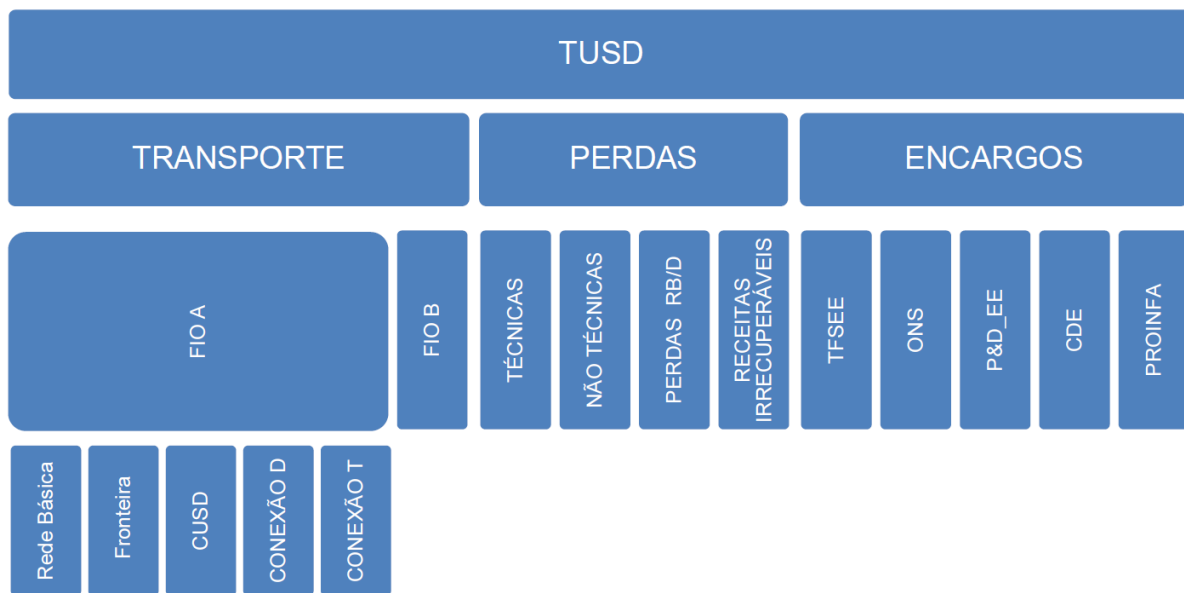 TUSD
TRANSPORTE
PERDAS
ENCARGOS
FIO A
FIO B
TÉCNICAS
NÃO TÉCNICAS
PERDAS RB/D
RECEITAS
IRRECUPERÁVEIS
TFSEE
ONS
P&D_EE
CDE
PROINFA
Rede Básica
Fronteira
CUSD
CONEXÃO D
CONEXÃO T